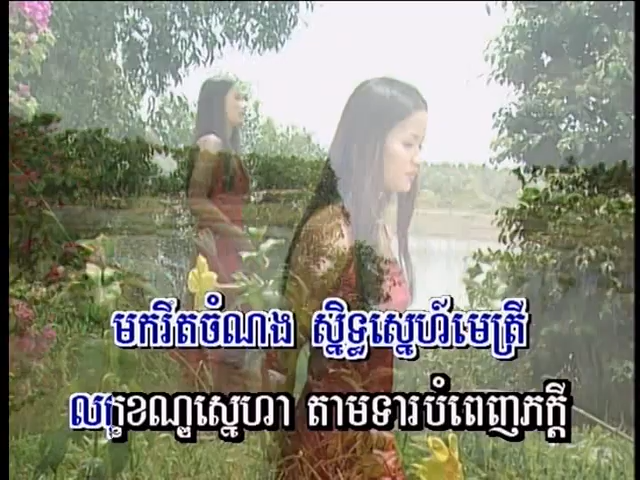 មករឹតចំណង ស្និទ្ធស្នេហ៍មេត្រី
លក្ខខណ្ឌស្នេហា តាមទារបំពេញភក្ដី